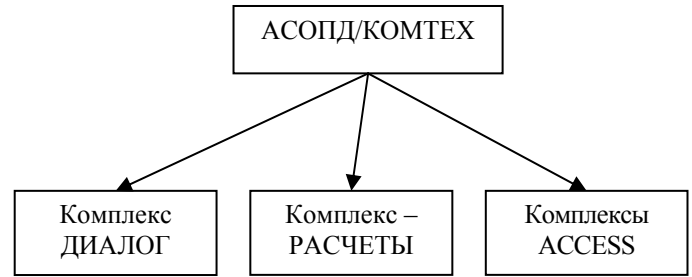 АСОПД/КОМТЕХ
Комплекс
ДИАЛОГ
Комплекс –
РАСЧЕТЫ
Комплексы
ACCESS